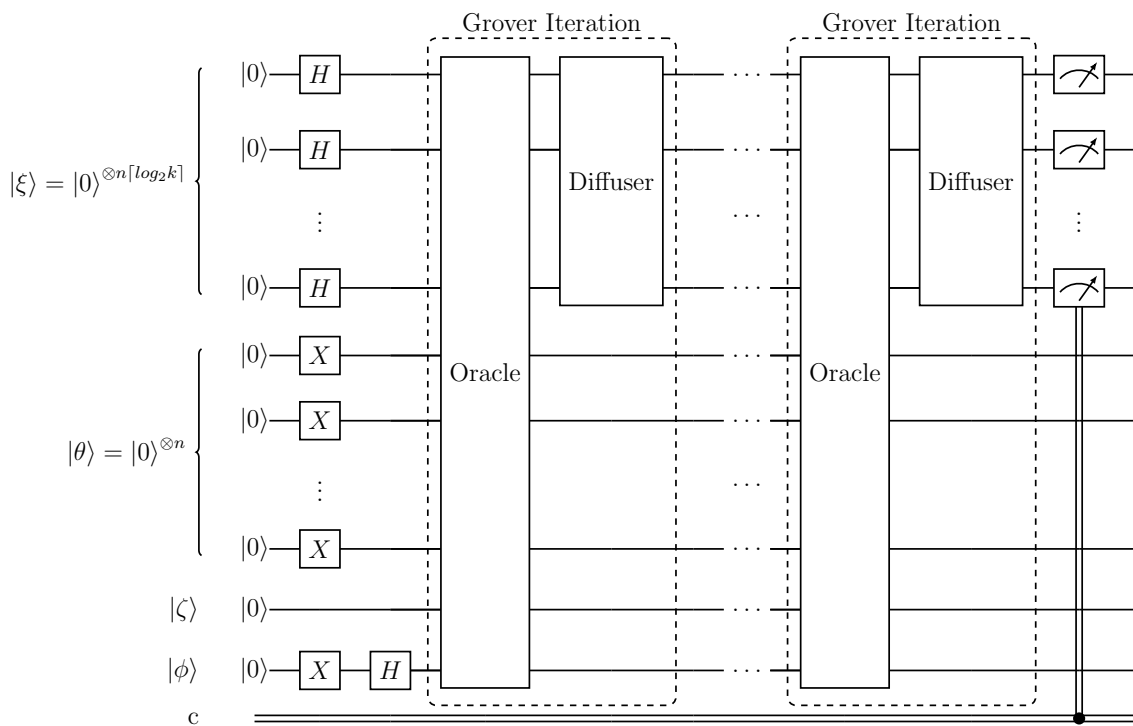 Grover Iteration Grover Iteration
|0⟩ H · · ·
|0⟩ H · · ·
|ξ⟩ = |0⟩^{⊗n⌈log₂k⌉} Diffuser Diffuser
⋮ · · · ⋮
|0⟩ H · · ·
|0⟩ X · · ·
Oracle Oracle
|0⟩ X · · ·
|θ⟩ = |0⟩^{⊗n}
⋮ · · ·
|0⟩ X · · ·
|ζ⟩ |0⟩ · · ·
|φ⟩ |0⟩ X H · · ·
c